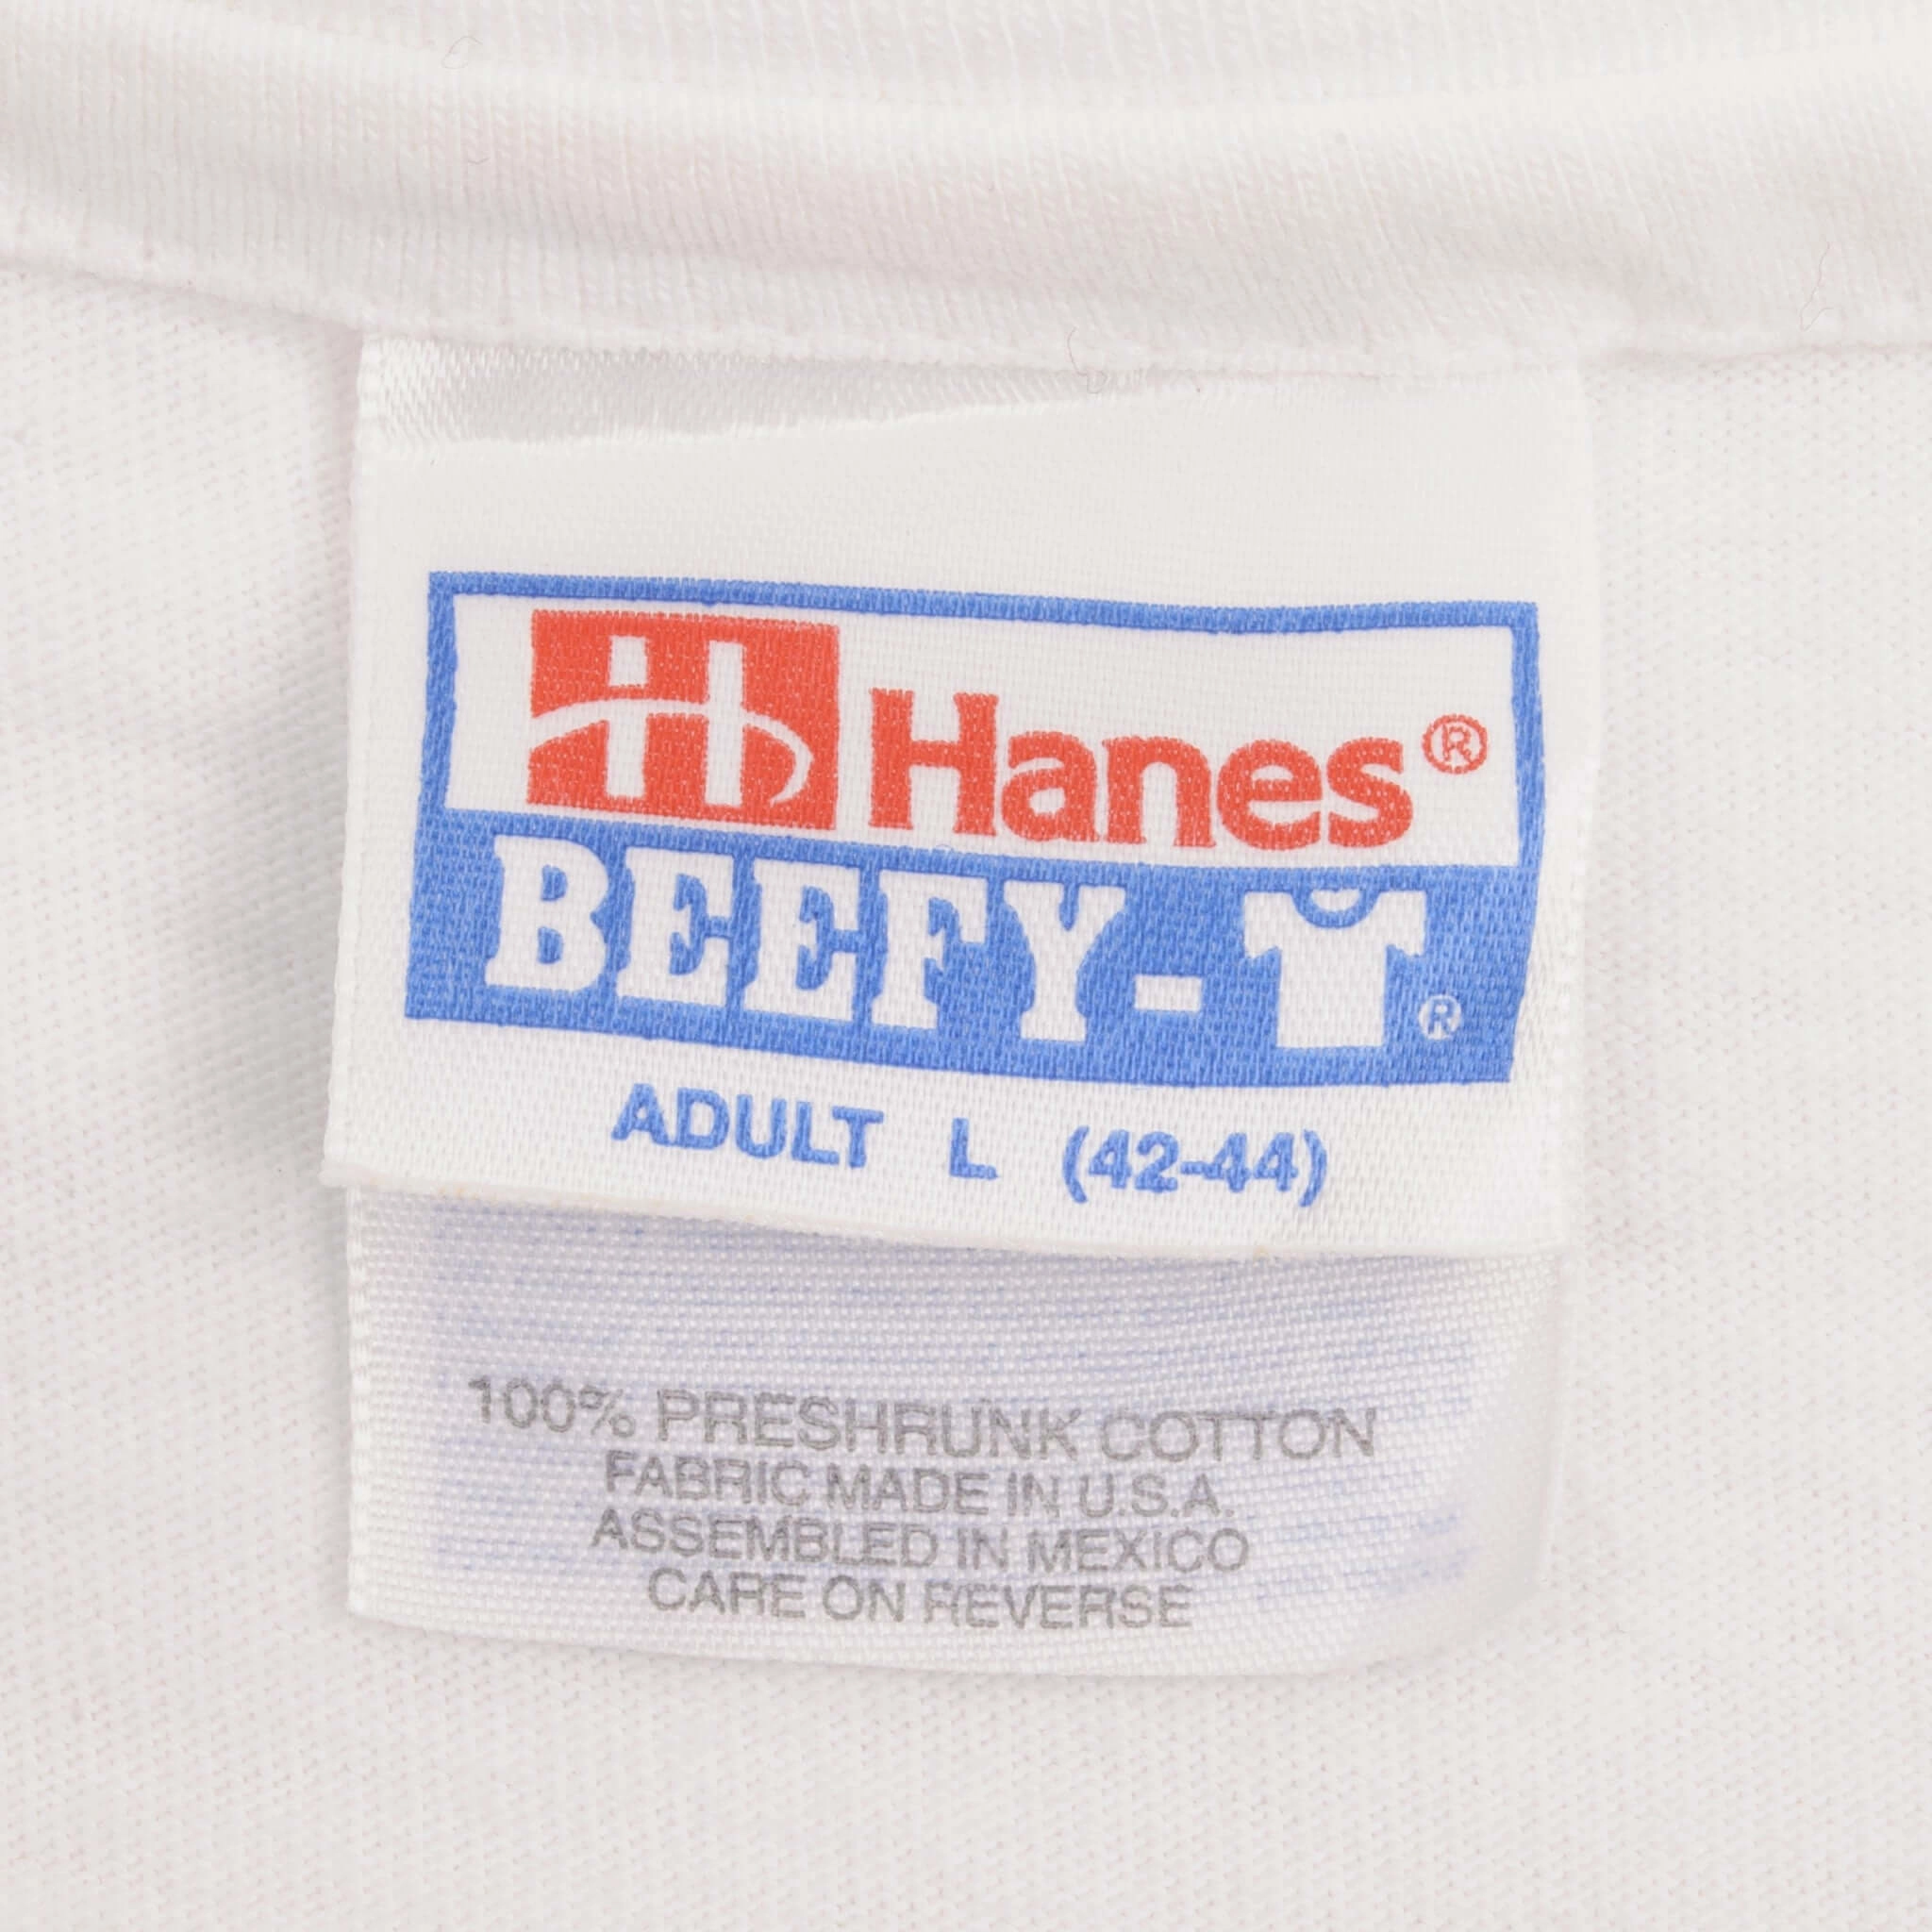 Hanes®
BEEFY-T®
ADULT L (42-44)
100% PRESHRUNK COTTON
FABRIC MADE IN U.S.A.
ASSEMBLED IN MEXICO
CARE ON REVERSE